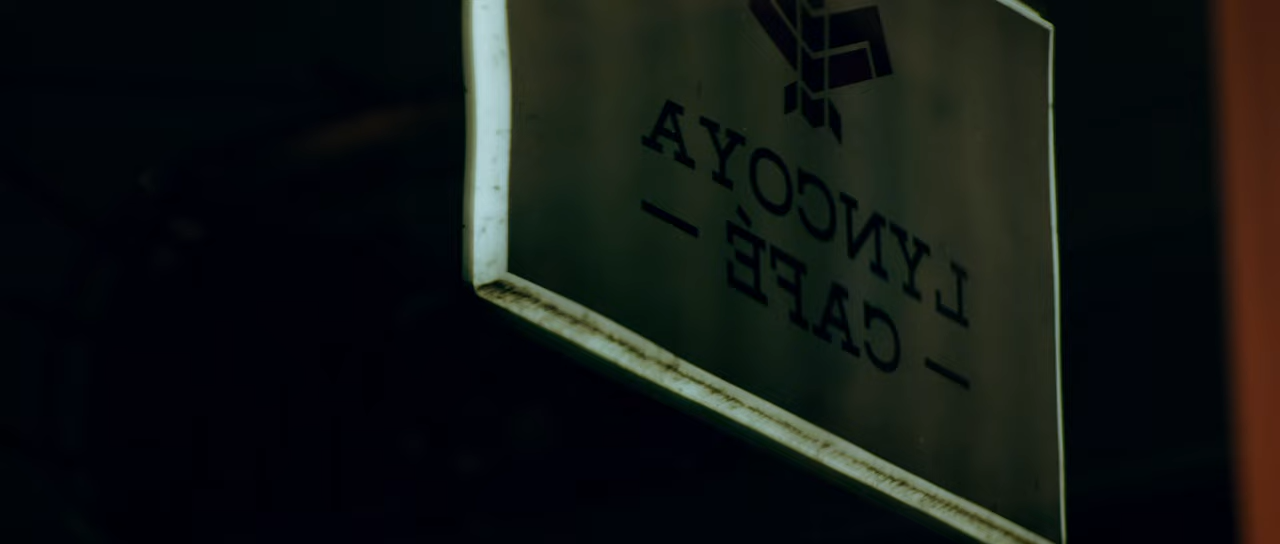 LYNCOYA
— CAFÉ —